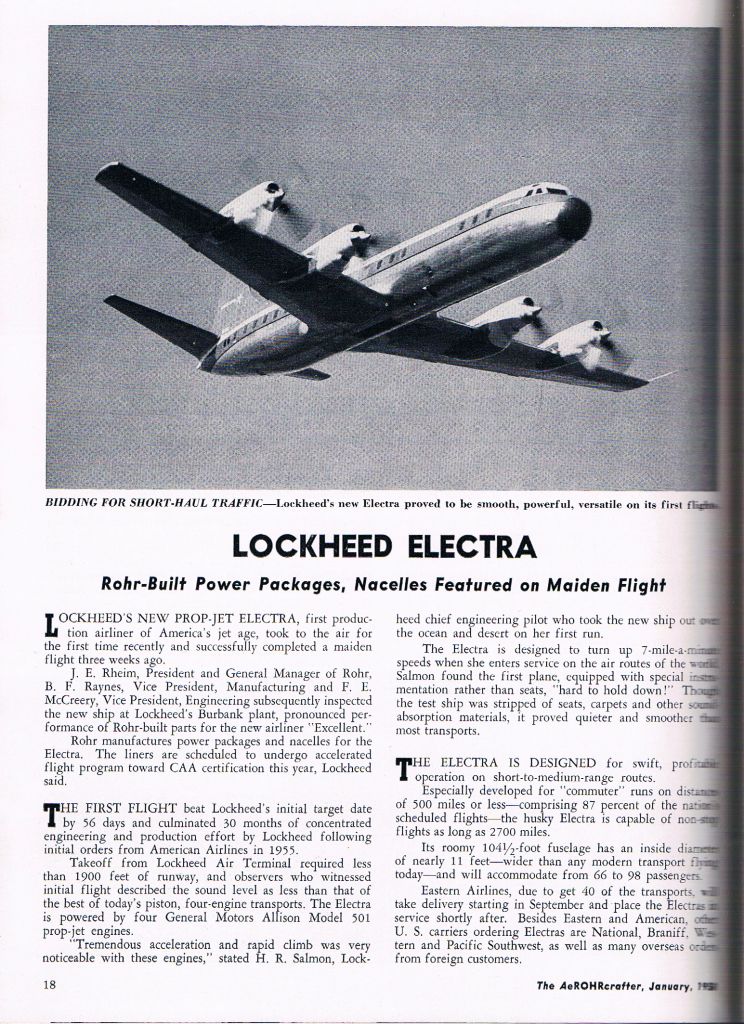 BIDDING FOR SHORT-HAUL TRAFFIC—Lockheed's new Electra proved to be smooth, powerful, versatile on its first
LOCKHEED ELECTRA
Rohr-Built Power Packages, Nacelles Featured on Maiden Flight
LOCKHEED'S NEW PROP-JET ELECTRA, first produc-
tion airliner of America's jet age, took to the air for
the first time recently and successfully completed a maiden
flight three weeks ago.
J. E. Rheim, President and General Manager of Rohr,
B. F. Raynes, Vice President, Manufacturing and F. E.
McCreery, Vice President, Engineering subsequently inspected
the new ship at Lockheed's Burbank plant, pronounced per-
formance of Rohr-built parts for the new airliner "Excellent."
Rohr manufactures power packages and nacelles for the
Electra. The liners are scheduled to undergo accelerated
flight program toward CAA certification this year, Lockheed
said.
THE FIRST FLIGHT beat Lockheed's initial target date
by 56 days and culminated 30 months of concentrated
engineering and production effort by Lockheed following
initial orders from American Airlines in 1955.
Takeoff from Lockheed Air Terminal required less
than 1900 feet of runway, and observers who witnessed
initial flight described the sound level as less than that of
the best of today's piston, four-engine transports. The Electra
is powered by four General Motors Allison Model 501
prop-jet engines.
"Tremendous acceleration and rapid climb was very
noticeable with these engines," stated H. R. Salmon, Lock-
heed chief engineering pilot who took the new ship out over
the ocean and desert on her first run.
The Electra is designed to turn up 7-mile-a-minute
speeds when she enters service on the air routes of the world.
Salmon found the first plane, equipped with special instru-
mentation rather than seats, "hard to hold down!" Though
the test ship was stripped of seats, carpets and other sound
absorption materials, it proved quieter and smoother than
most transports.
THE ELECTRA IS DESIGNED for swift, profitable
operation on short-to-medium-range routes.
Especially developed for "commuter" runs on distances
of 500 miles or less—comprising 87 percent of the nation's
scheduled flights—the husky Electra is capable of non-stop
flights as long as 2700 miles.
Its roomy 104½-foot fuselage has an inside diameter
of nearly 11 feet—wider than any modern transport flying
today—and will accommodate from 66 to 98 passengers.
Eastern Airlines, due to get 40 of the transports, will
take delivery starting in September and place the Electras in
service shortly after. Besides Eastern and American, other
U. S. carriers ordering Electras are National, Braniff, Wes-
tern and Pacific Southwest, as well as many overseas orders
from foreign customers.
18
The AeROHRcrafter, January,